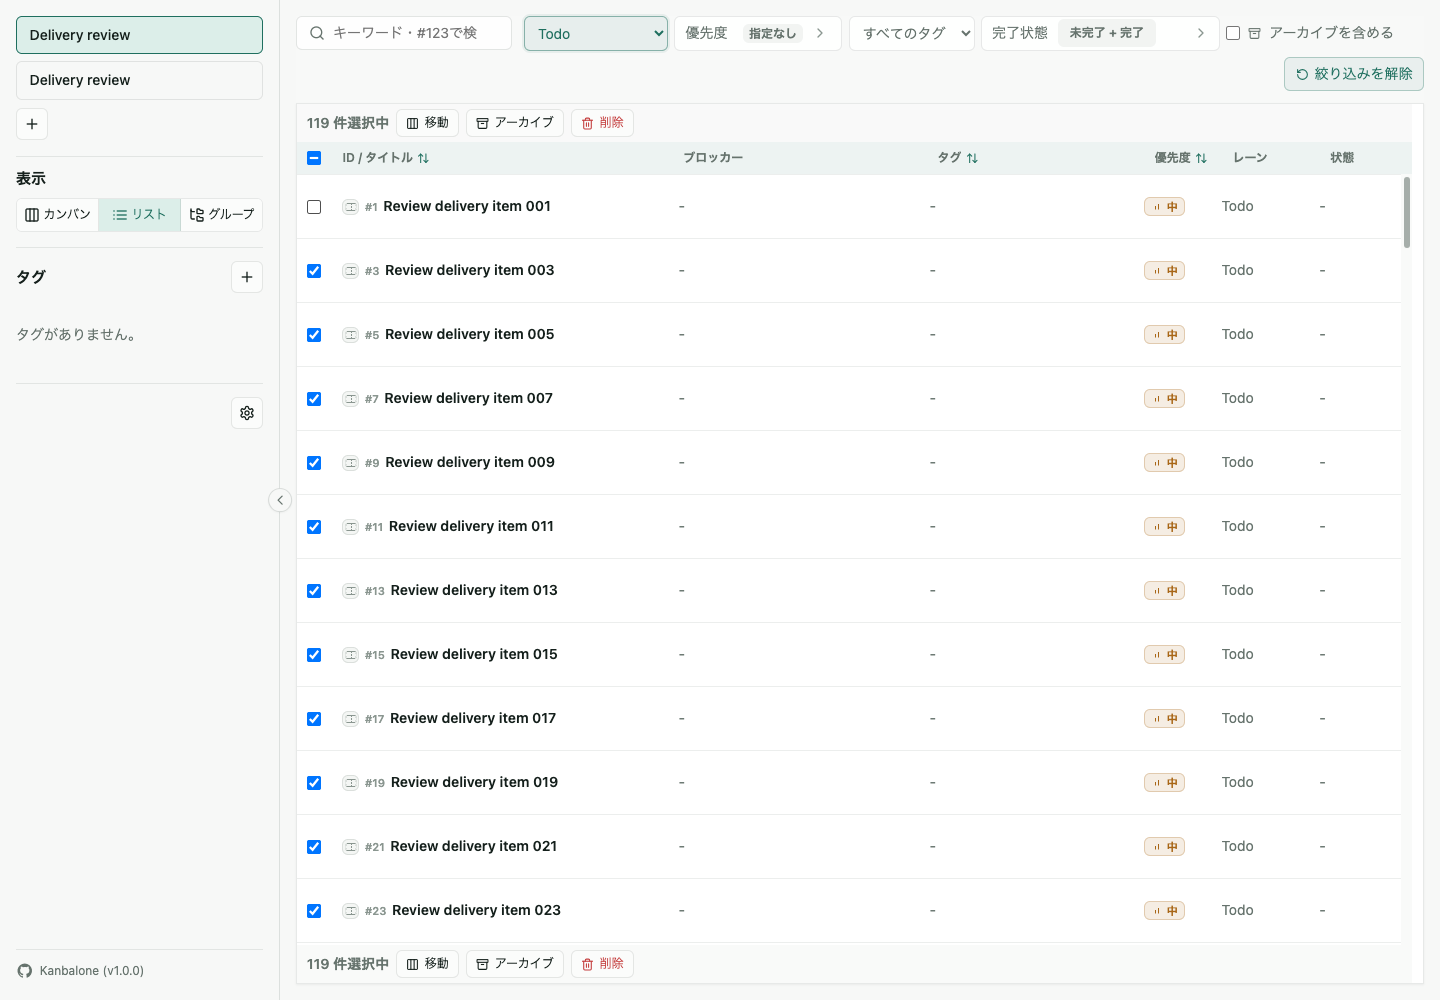 Delivery review
Delivery review
表示
カンバン リスト グループ
タグ
タグがありません。
Kanbalone (v1.0.0)
キーワード・#123で検 Todo 優先度 指定なし すべてのタグ 完了状態 未完了 + 完了 アーカイブを含める
絞り込みを解除
119 件選択中 移動 アーカイブ 削除
ID / タイトル ブロッカー タグ 優先度 レーン 状態
#1 Review delivery item 001 - - 中 Todo -
#3 Review delivery item 003 - - 中 Todo -
#5 Review delivery item 005 - - 中 Todo -
#7 Review delivery item 007 - - 中 Todo -
#9 Review delivery item 009 - - 中 Todo -
#11 Review delivery item 011 - - 中 Todo -
#13 Review delivery item 013 - - 中 Todo -
#15 Review delivery item 015 - - 中 Todo -
#17 Review delivery item 017 - - 中 Todo -
#19 Review delivery item 019 - - 中 Todo -
#21 Review delivery item 021 - - 中 Todo -
#23 Review delivery item 023 - - 中 Todo -
119 件選択中 移動 アーカイブ 削除